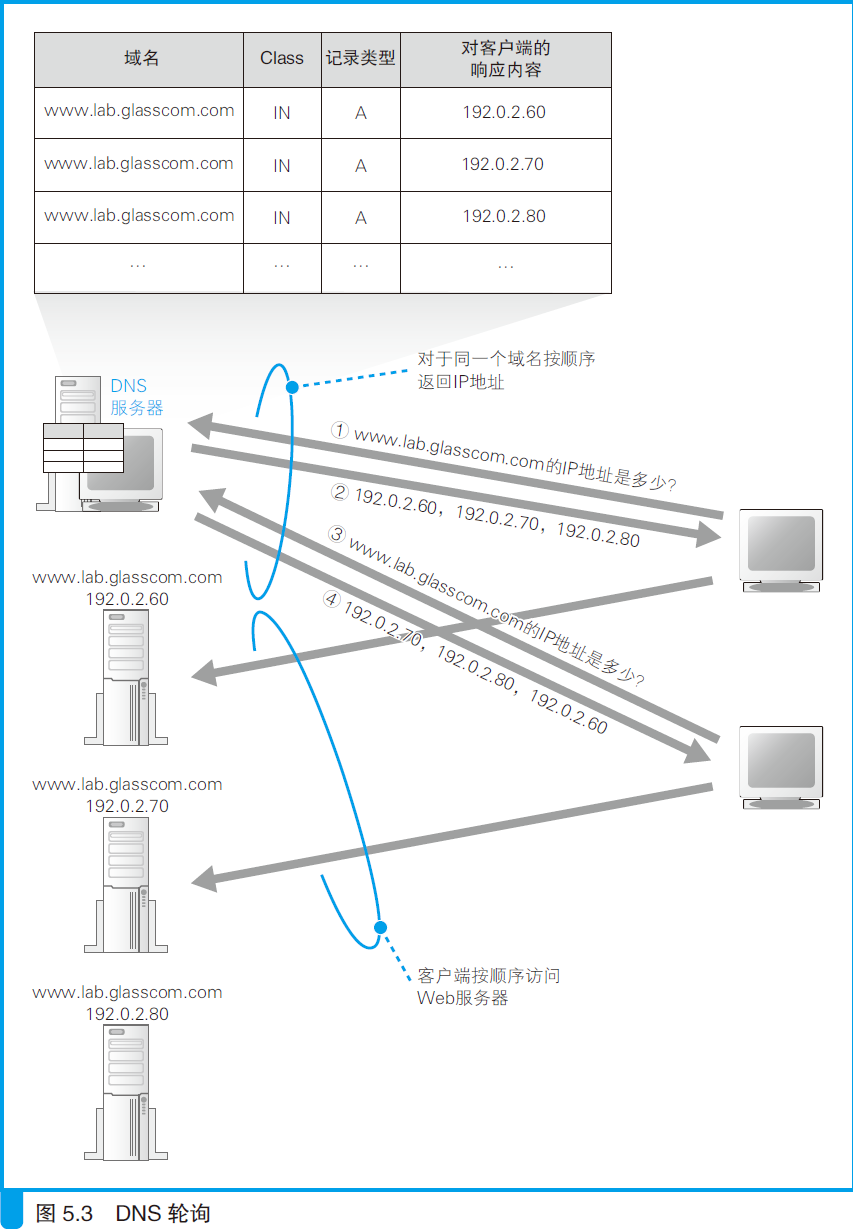 域名 Class 记录类型 对客户端的
响应内容
www.lab.glasscom.com IN A 192.0.2.60
www.lab.glasscom.com IN A 192.0.2.70
www.lab.glasscom.com IN A 192.0.2.80
… … … …
对于同一个域名按顺序
返回IP地址
DNS
服务器
① www.lab.glasscom.com的IP地址是多少?
② 192.0.2.60，192.0.2.70，192.0.2.80
③ www.lab.glasscom.com的IP地址是多少?
④ 192.0.2.70，192.0.2.80，192.0.2.60
www.lab.glasscom.com
192.0.2.60
www.lab.glasscom.com
192.0.2.70
客户端按顺序访问
Web服务器
www.lab.glasscom.com
192.0.2.80
图 5.3 DNS 轮询